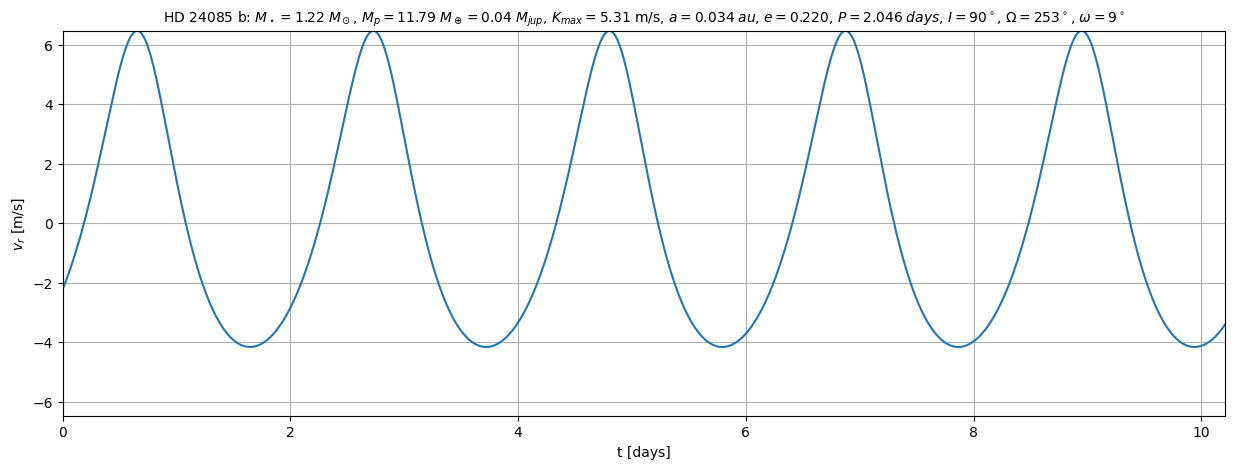 HD 24085 b: M⋆ = 1.22 M⊙, Mp = 11.79 M⊕ = 0.04 Mjup, Kmax = 5.31 m/s, a = 0.034 au, e = 0.220, P = 2.046 days, I = 90°, Ω = 253°, ω = 9°
6
4
2
0
−2
−4
−6
vr [m/s]
0 2 4 6 8 10
t [days]